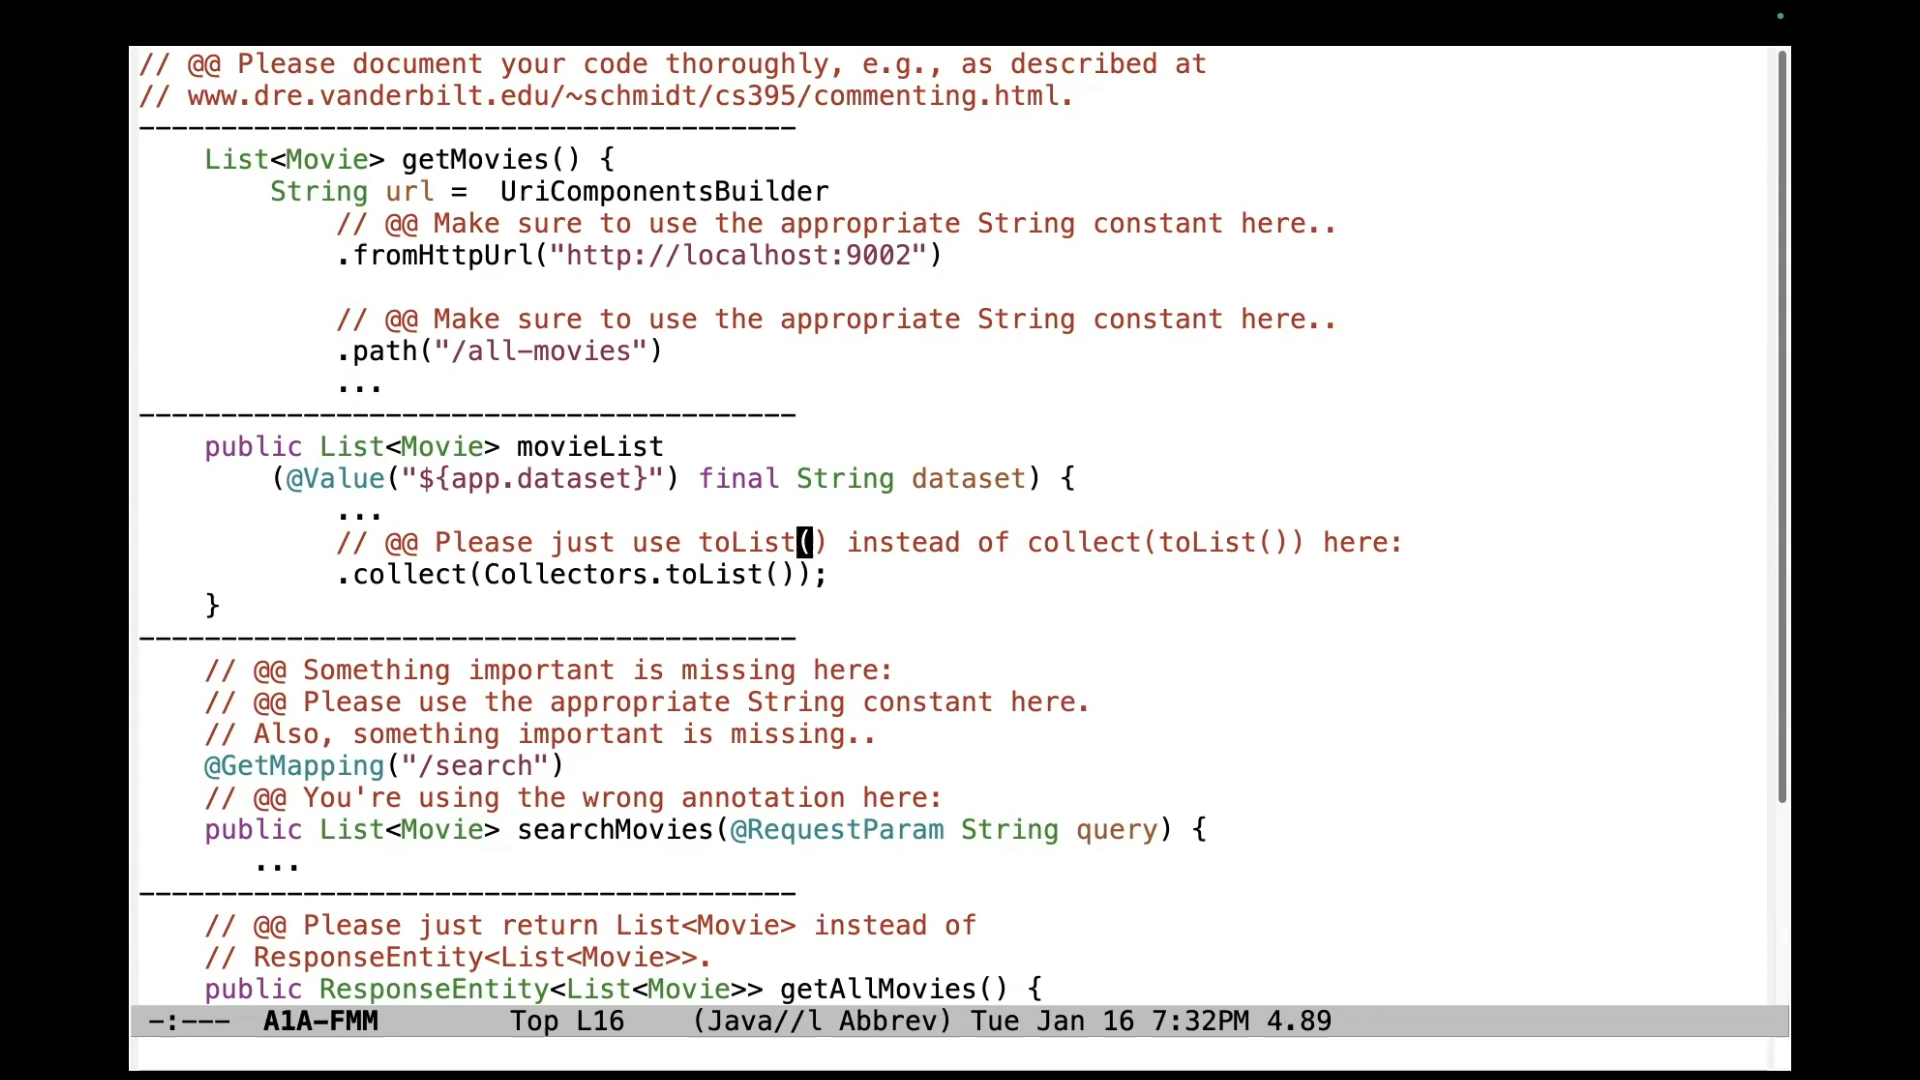 // @@ Please document your code thoroughly, e.g., as described at
// www.dre.vanderbilt.edu/~schmidt/cs395/commenting.html.
----------------------------------------
List<Movie> getMovies() {
String url =  UriComponentsBuilder
// @@ Make sure to use the appropriate String constant here..
.fromHttpUrl("http://localhost:9002")
// @@ Make sure to use the appropriate String constant here..
.path("/all-movies")
...
----------------------------------------
public List<Movie> movieList
(@Value("${app.dataset}") final String dataset) {
...
// @@ Please just use toList() instead of collect(toList()) here:
.collect(Collectors.toList());
}
----------------------------------------
// @@ Something important is missing here:
// @@ Please use the appropriate String constant here.
// Also, something important is missing..
@GetMapping("/search")
// @@ You're using the wrong annotation here:
public List<Movie> searchMovies(@RequestParam String query) {
...
----------------------------------------
// @@ Please just return List<Movie> instead of
// ResponseEntity<List<Movie>>.
public ResponseEntity<List<Movie>> getAllMovies() {
-:--- A1A-FMM Top L16 (Java//l Abbrev) Tue Jan 16 7:32PM 4.89